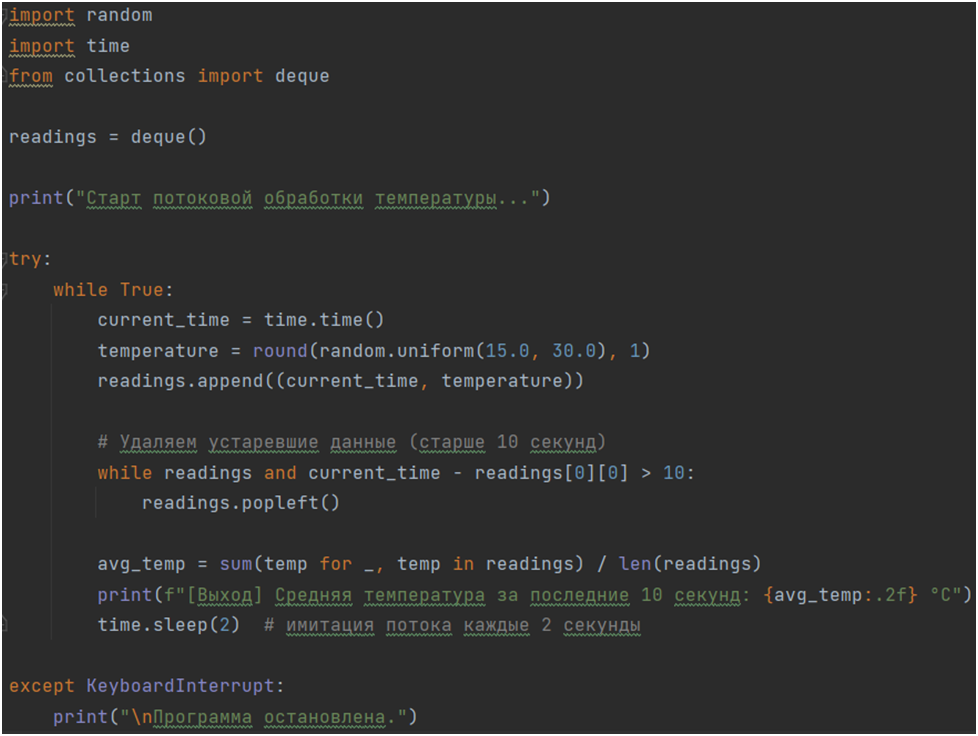 import random
import time
from collections import deque

readings = deque()

print("Старт потоковой обработки температуры...")

try:
    while True:
        current_time = time.time()
        temperature = round(random.uniform(15.0, 30.0), 1)
        readings.append((current_time, temperature))

        # Удаляем устаревшие данные (старше 10 секунд)
        while readings and current_time - readings[0][0] > 10:
            readings.popleft()

        avg_temp = sum(temp for _, temp in readings) / len(readings)
        print(f"[Выход] Средняя температура за последние 10 секунд: {avg_temp:.2f} °C")
        time.sleep(2)  # имитация потока каждые 2 секунды

except KeyboardInterrupt:
    print("\nПрограмма остановлена.")